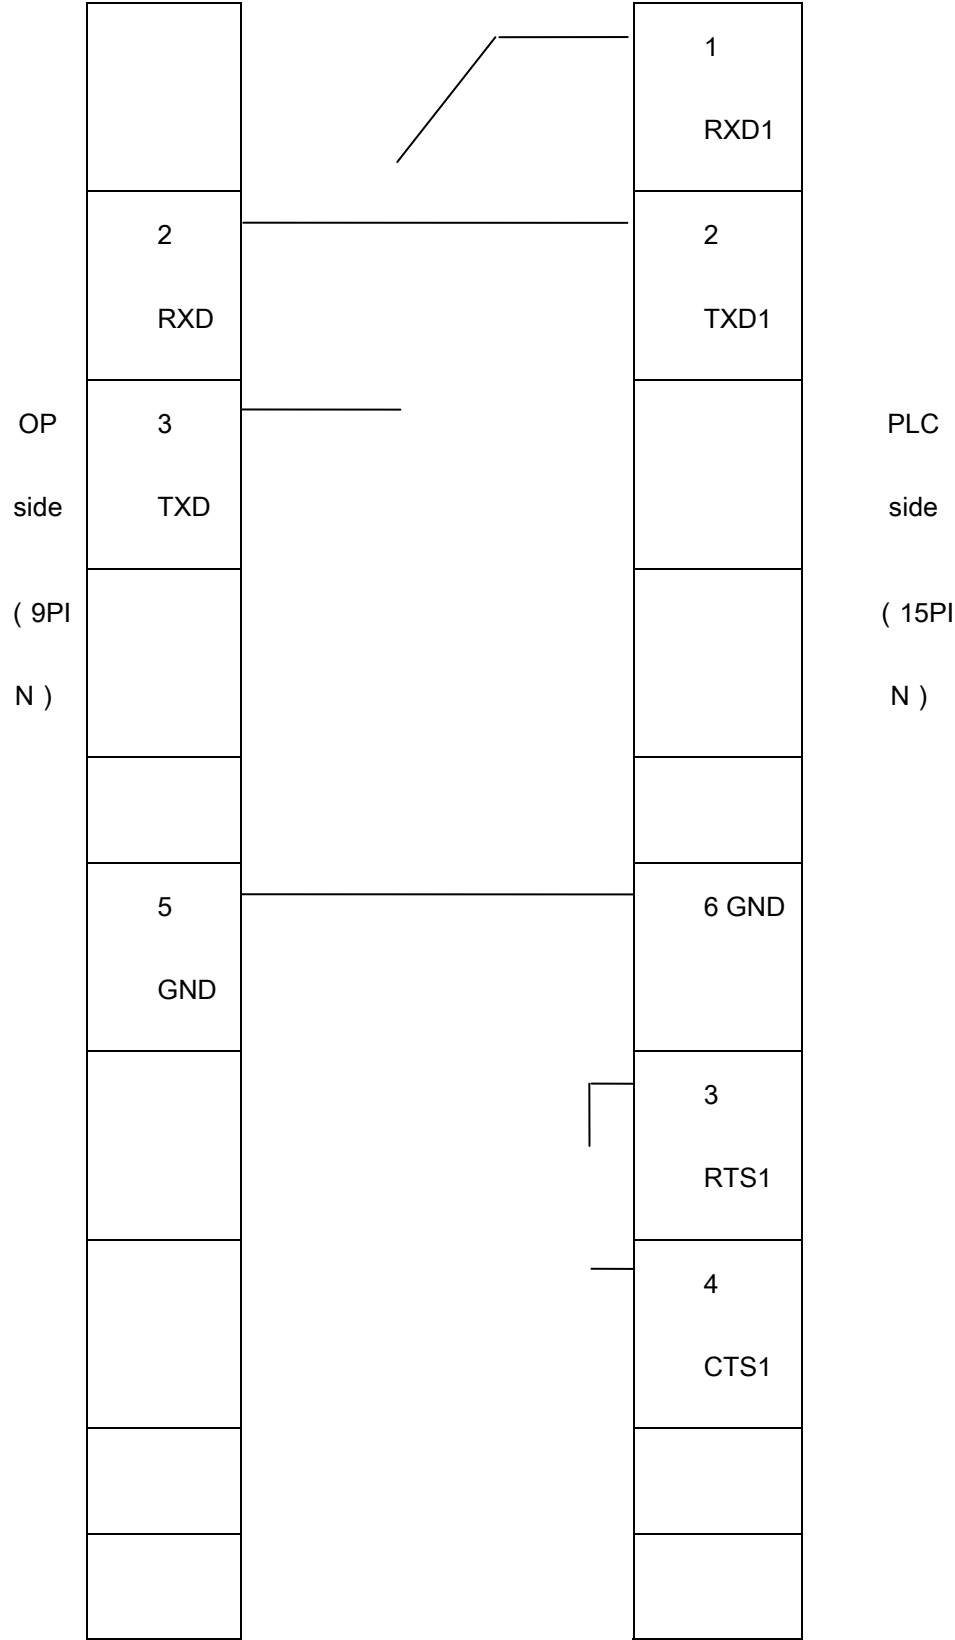 1
RXD1
2
2
RXD
TXD1
OP
3
PLC
side
TXD
side
( 9PI
( 15PI
N )
N )
5
6 GND
GND
3
RTS1
4
CTS1